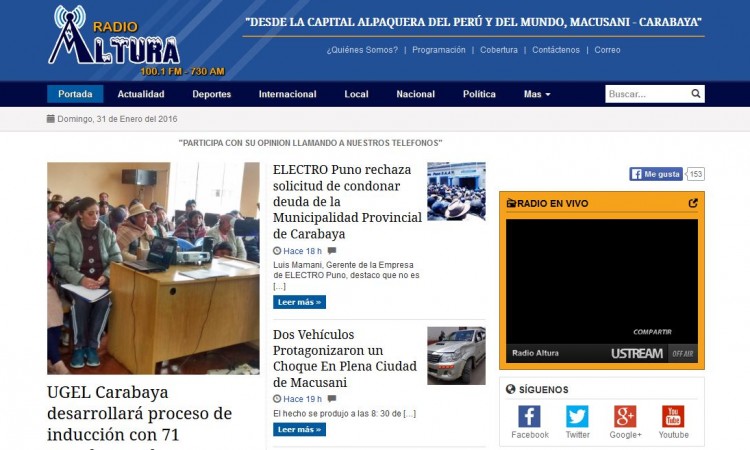 RADIO
ALTURA
100.1 FM - 730 AM
"DESDE LA CAPITAL ALPAQUERA DEL PERÚ Y DEL MUNDO, MACUSANI - CARABAYA"
¿Quiénes Somos? | Programación | Cobertura | Contáctenos | Correo
Portada Actualidad Deportes Internacional Local Nacional Política Mas Buscar...
Domingo, 31 de Enero del 2016
"PARTICIPA CON SU OPINION LLAMANDO A NUESTROS TELEFONOS"
UGEL Carabaya
desarrollará proceso de
inducción con 71
ELECTRO Puno rechaza
solicitud de condonar
deuda de la
Municipalidad Provincial
de Carabaya
Hace 18 h
Luis Mamani, Gerente de la Empresa
de ELECTRO Puno, destaco que no es
[...]
Leer más »
Dos Vehículos
Protagonizaron un
Choque En Plena Ciudad
de Macusani
Hace 19 h
El hecho se produjo a las 8: 30 de [...]
Leer más »
Me gusta 153
RADIO EN VIVO
COMPARTIR
Radio Altura USTREAM OFF AIR
SÍGUENOS
Facebook Twitter Google+ Youtube